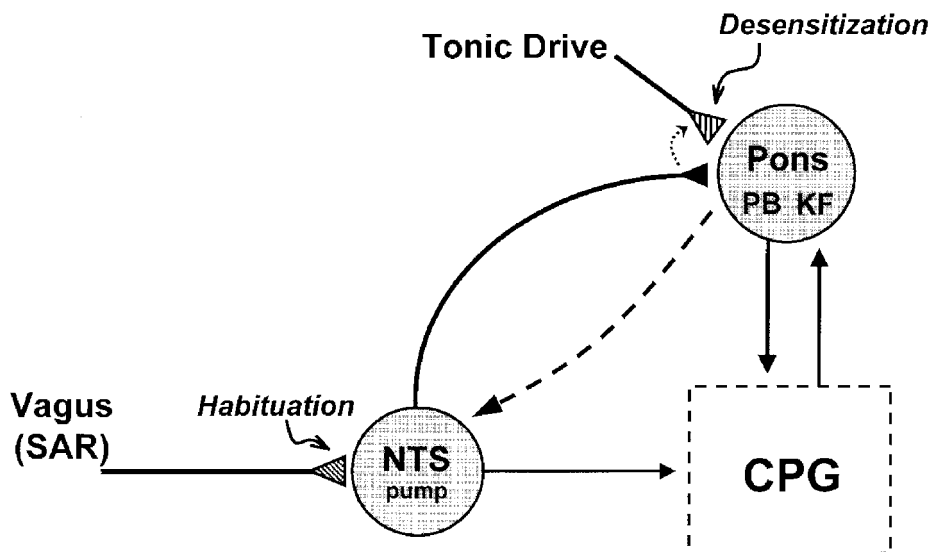 Desensitization
Tonic Drive
Pons
PB KF
Vagus
(SAR)
Habituation
NTS
pump
CPG